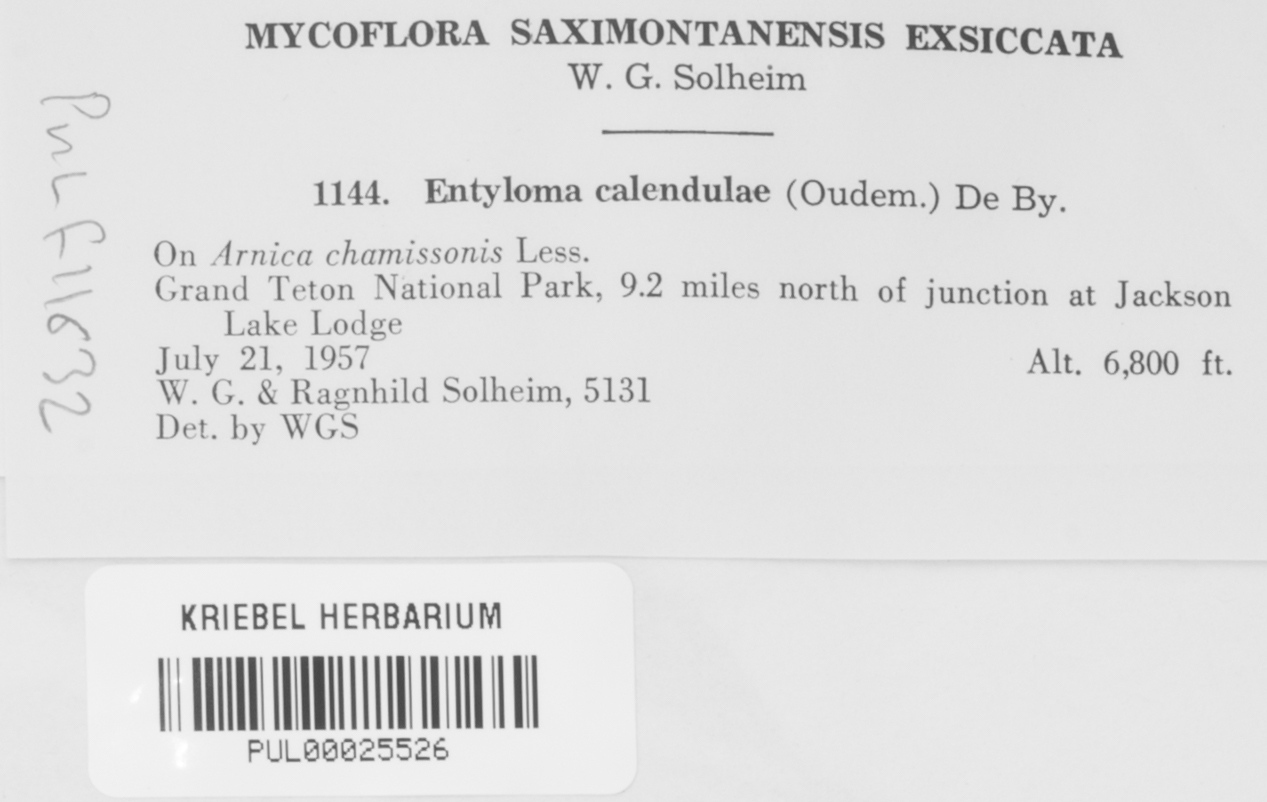 MYCOFLORA SAXIMONTANENSIS EXSICCATA
W. G. Solheim
1144. Entyloma calendulae (Oudem.) De By.
On Arnica chamissonis Less.
Grand Teton National Park, 9.2 miles north of junction at Jackson
Lake Lodge
July 21, 1957 Alt. 6,800 ft.
W. G. & Ragnhild Solheim, 5131
Det. by WGS
PUL F11632
KRIEBEL HERBARIUM
PUL00025526